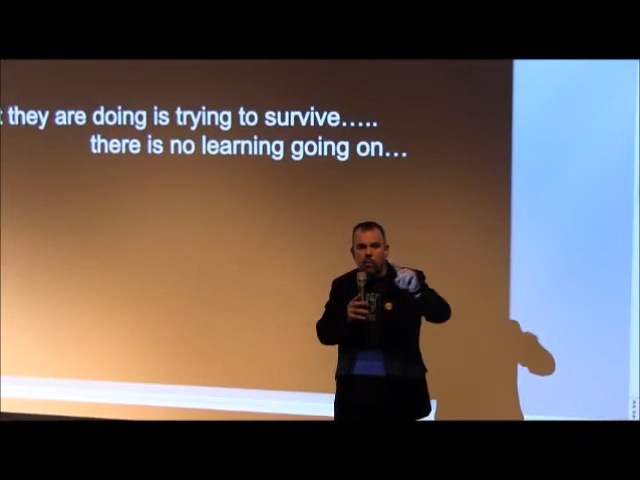 they are doing is trying to survive…..
there is no learning going on…